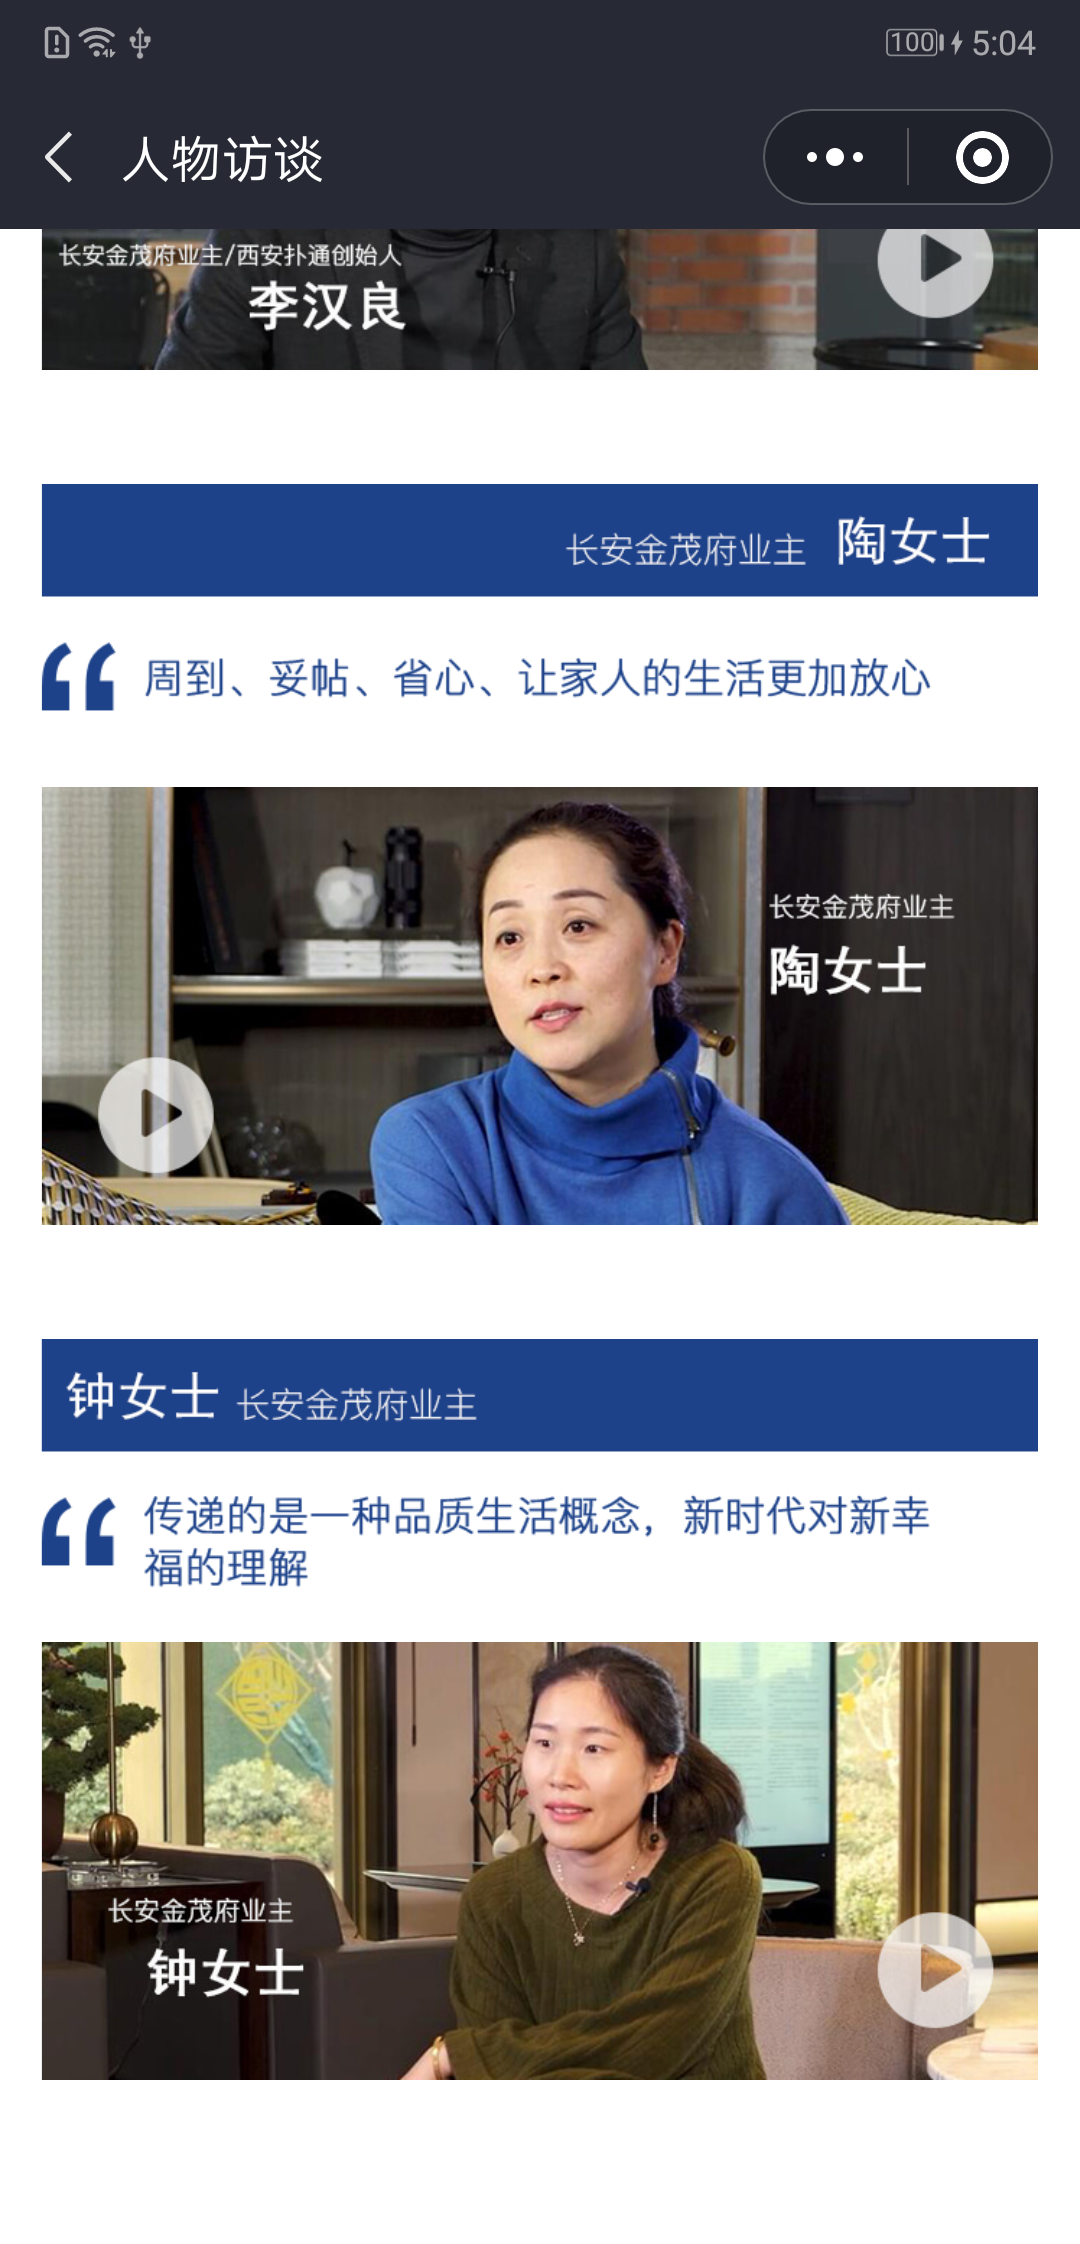 100 5:04
人物访谈
长安金茂府业主/西安扑通创始人
李汉良
长安金茂府业主 陶女士
周到、妥帖、省心、让家人的生活更加放心
长安金茂府业主
陶女士
钟女士 长安金茂府业主
传递的是一种品质生活概念，新时代对新幸
福的理解
长安金茂府业主
钟女士